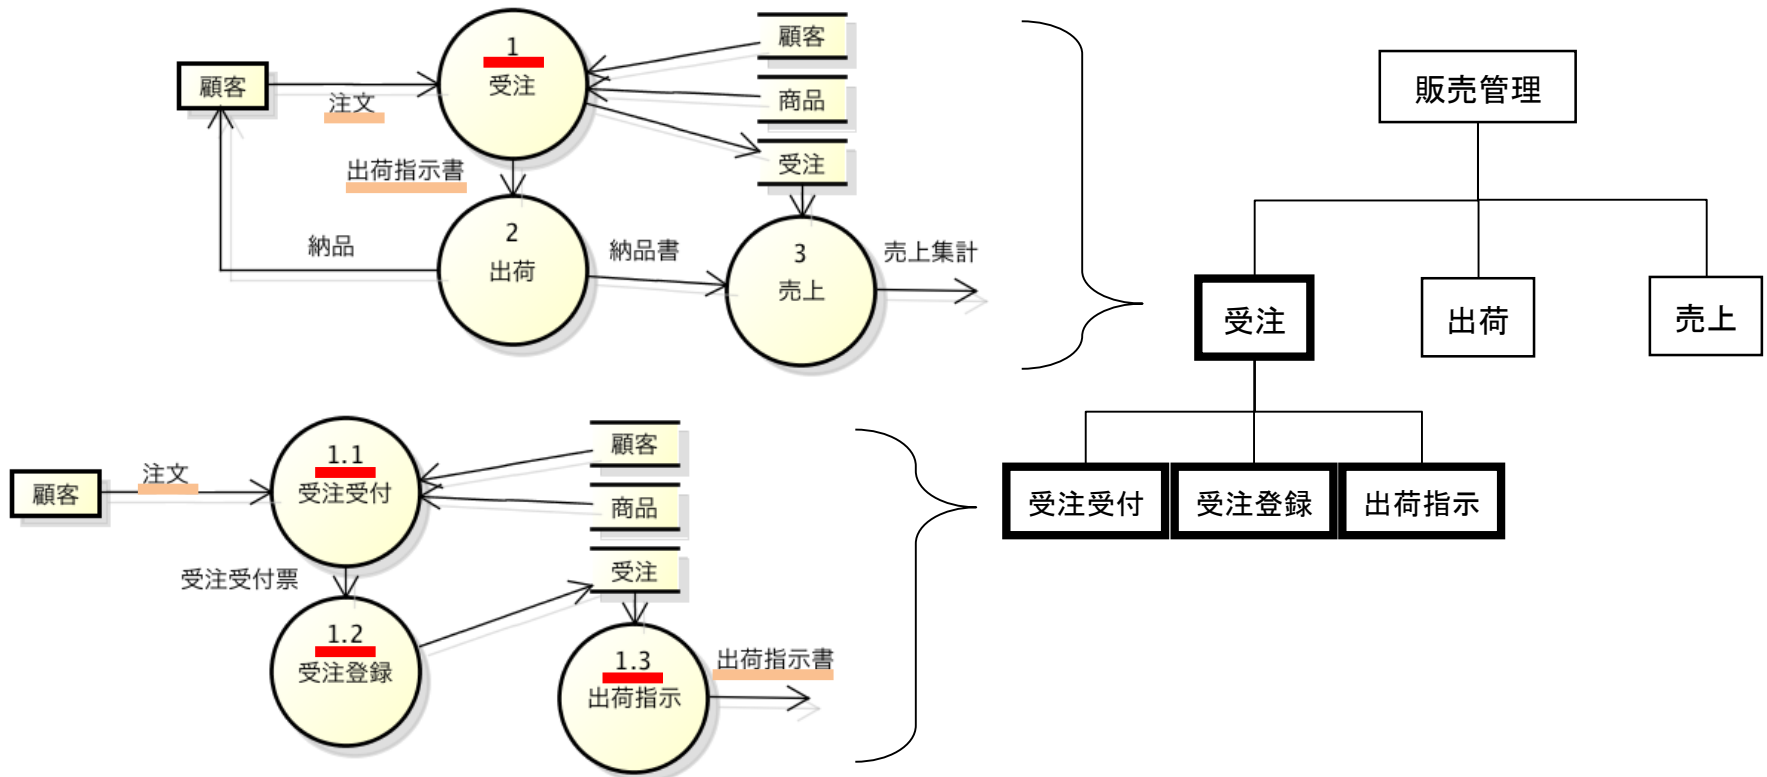 顧客
注文
1
受注
顧客
商品
受注
出荷指示書
2
出荷
納品
納品書
3
売上
売上集計
顧客
注文
1.1
受注受付
顧客
商品
受注
受注受付票
1.2
受注登録
1.3
出荷指示
出荷指示書
販売管理
受注
出荷
売上
受注受付
受注登録
出荷指示